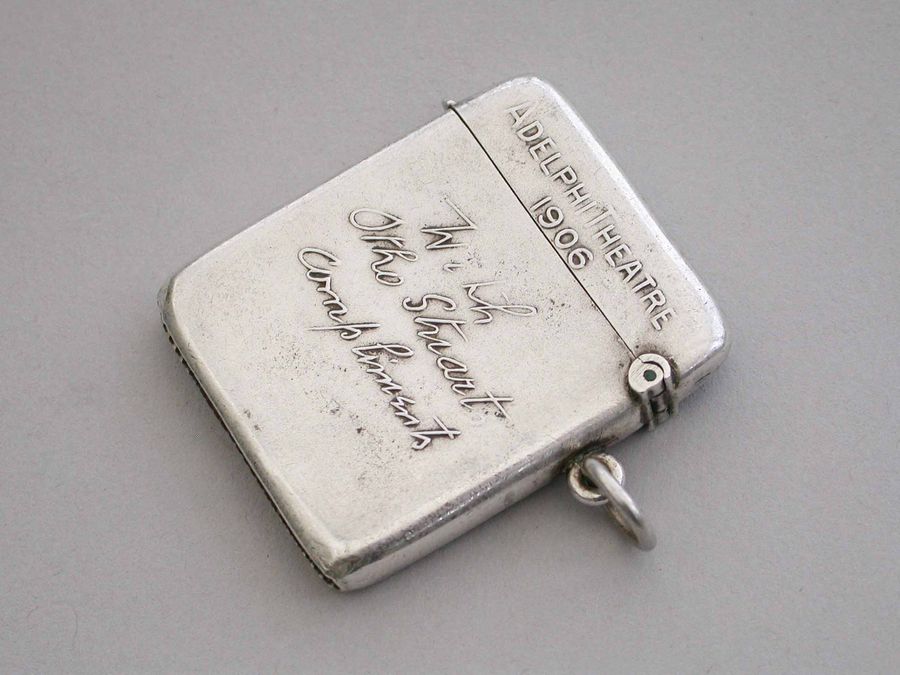 ADELPHI THEATRE
1906
With
Otho Stuart,
Compliments